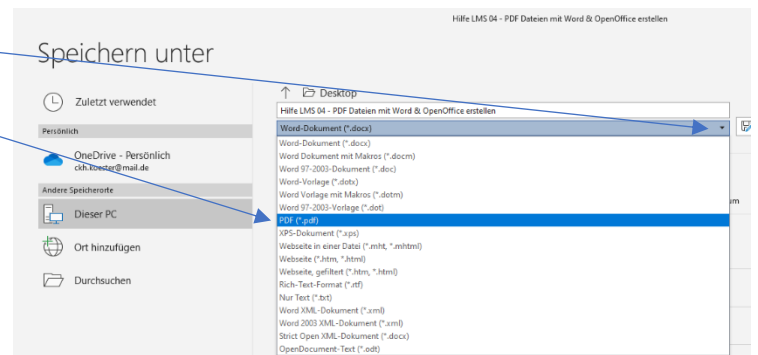 Hilfe LMS 04 - PDF Dateien mit Word & OpenOffice erstellen
Speichern unter
Zuletzt verwendet
Persönlich
OneDrive - Persönlich
ckh.koester@mail.de
Andere Speicherorte
Dieser PC
Ort hinzufügen
Durchsuchen
Desktop
Hilfe LMS 04 - PDF Dateien mit Word & OpenOffice erstellen
Word-Dokument (*.docx)
Word-Dokument (*.docx)
Word Dokument mit Makros (*.docm)
Word 97-2003-Dokument (*.doc)
Word-Vorlage (*.dotx)
Word Vorlage mit Makros (*.dotm)
Word 97-2003-Vorlage (*.dot)
PDF (*.pdf)
XPS-Dokument (*.xps)
Webseite in einer Datei (*.mht, *.mhtml)
Webseite (*.htm, *.html)
Webseite, gefiltert (*.htm, *.html)
Rich-Text-Format (*.rtf)
Nur Text (*.txt)
Word XML-Dokument (*.xml)
Word 2003 XML-Dokument (*.xml)
Strict Open XML-Dokument (*.docx)
OpenDocument-Text (*.odt)
um